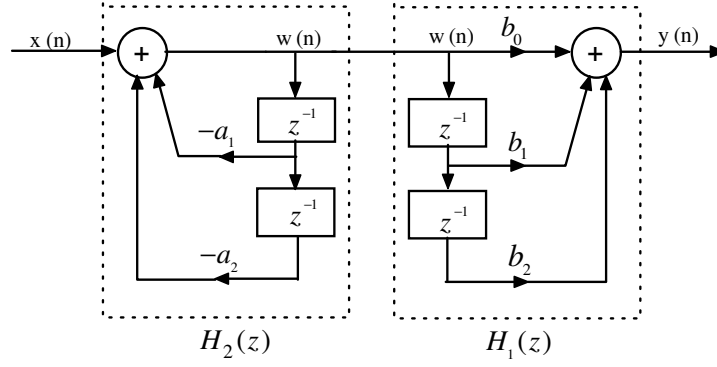 x (n) + w (n) w (n) b₀ + y (n)
z⁻¹ z⁻¹
−a₁ b₁
z⁻¹ z⁻¹
−a₂ b₂
H₂(z) H₁(z)